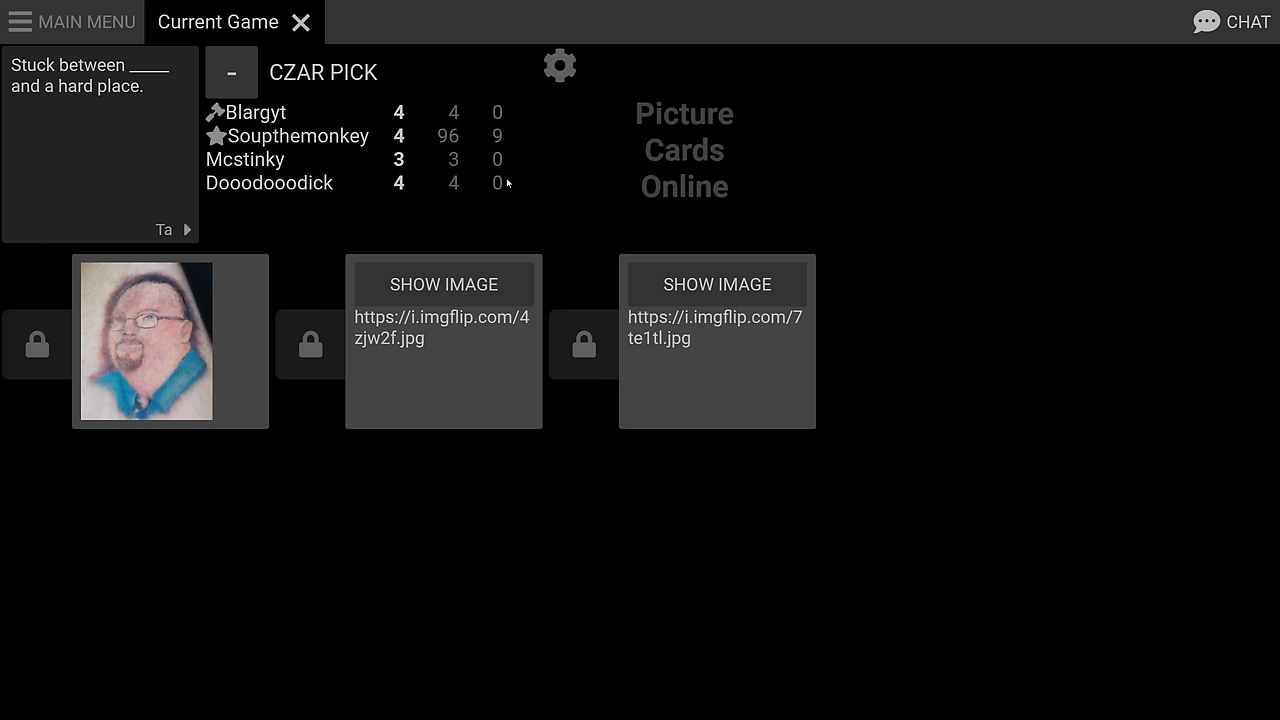 MAIN MENU
Current Game
CHAT
Stuck between _____
and a hard place.
Ta
-
CZAR PICK
Blargyt 4 4 0
Soupthemonkey 4 96 9
Mcstinky 3 3 0
Dooodooodick 4 4 0
Picture
Cards
Online
SHOW IMAGE
https://i.imgflip.com/4
zjw2f.jpg
SHOW IMAGE
https://i.imgflip.com/7
te1tl.jpg